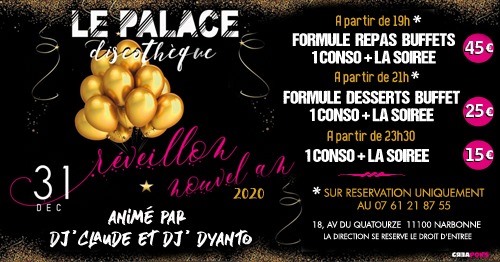 LE PALACE
discothèque
31
DEC
réveillon
nouvel an
2020
ANIMÉ PAR
DJ'CLAUDE ET DJ' DYANTO
A partir de 19h *
FORMULE REPAS BUFFETS
1 CONSO + LA SOIREE
45€
A partir de 21h *
FORMULE DESSERTS BUFFET
1 CONSO + LA SOIREE
25€
A partir de 23h30
1 CONSO + LA SOIREE
15€
* SUR RESERVATION UNIQUEMENT
AU 07 61 21 87 55
18, AV DU QUATOURZE 11100 NARBONNE
LA DIRECTION SE RESERVE LE DROIT D'ENTREE